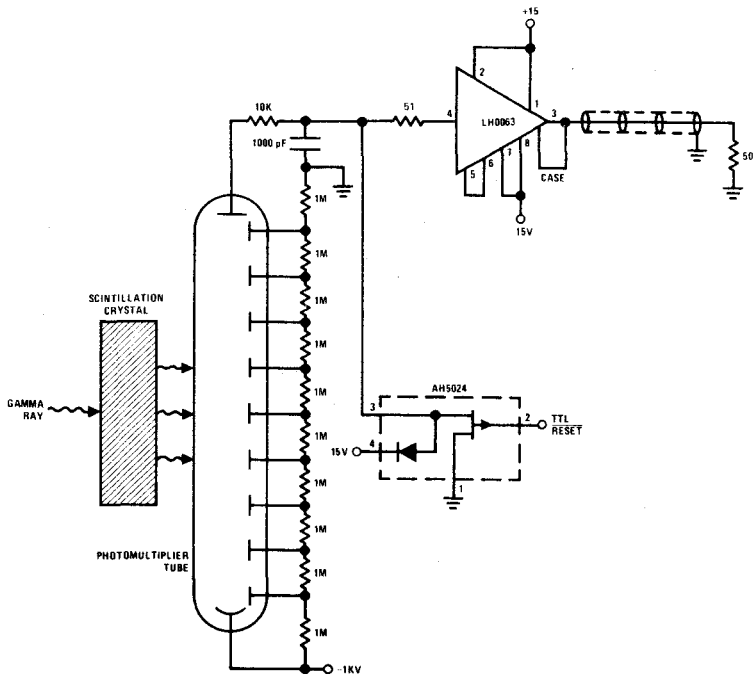 +15
2
10K
51
4
LH0063
1
3
1000 pF
8
7
6
5
CASE
50
15V
1M
1M
1M
1M
1M
1M
1M
1M
1M
1M
SCINTILLATION
CRYSTAL
GAMMA
RAY
PHOTOMULTIPLIER
TUBE
AH5024
3
2
TTL
RESET
15V
4
1
-1KV